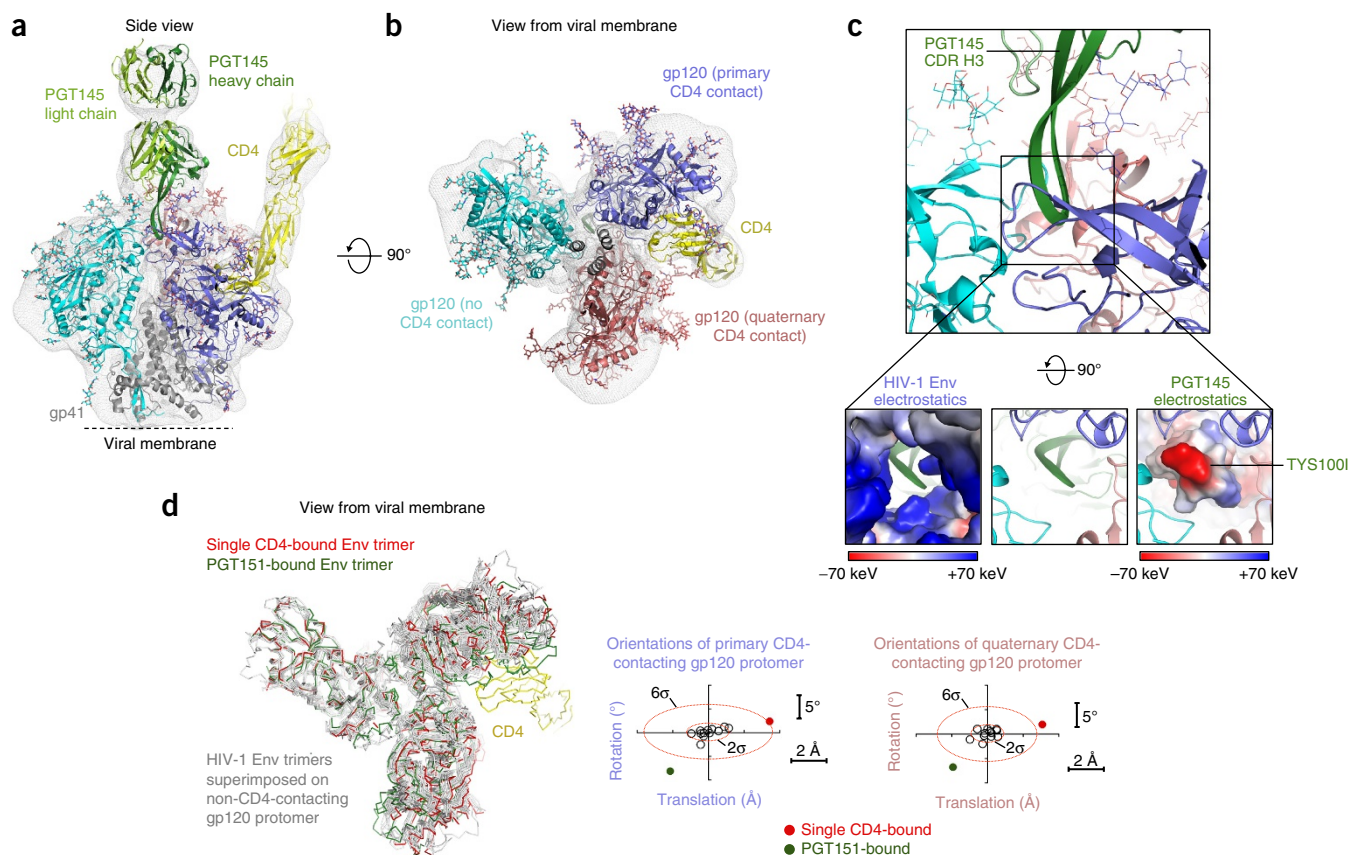 a
Side view
PGT145
heavy chain
PGT145
light chain
CD4
gp41
Viral membrane
90°
b
View from viral membrane
gp120 (primary
CD4 contact)
CD4
gp120 (no
CD4 contact)
gp120 (quaternary
CD4 contact)
c
PGT145
CDR H3
90°
HIV-1 Env
electrostatics
PGT145
electrostatics
TYS100I
–70 keV
+70 keV
–70 keV
+70 keV
d
View from viral membrane
Single CD4-bound Env trimer
PGT151-bound Env trimer
CD4
HIV-1 Env trimers
superimposed on
non-CD4-contacting
gp120 protomer
Orientations of primary CD4-
contacting gp120 protomer
6σ
5°
2σ
2 Å
Rotation (°)
Translation (Å)
Orientations of quaternary CD4-
contacting gp120 protomer
6σ
5°
2σ
2 Å
Rotation (°)
Translation (Å)
Single CD4-bound
PGT151-bound